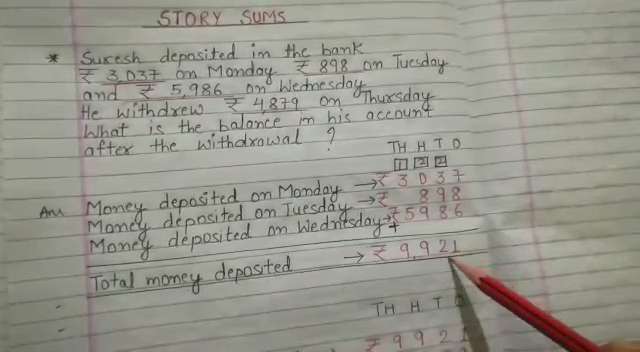 STORY SUMS
* Suresh deposited in the bank
₹ 3,037 on Monday ₹ 898 on Tuesday
and ₹ 5,986 on Wednesday
He withdrew ₹ 4879 on Thursday
What is the balance in his account
after the withdrawal ?
TH H T O
1 2 2
Ans Money deposited on Monday → ₹ 3 0 3 7
Money deposited on Tuesday → ₹ 8 9 8
Money deposited on Wednesday → ₹ 5 9 8 6
+
Total money deposited → ₹ 9,9 2 1
TH H T O
₹ 9 9 2